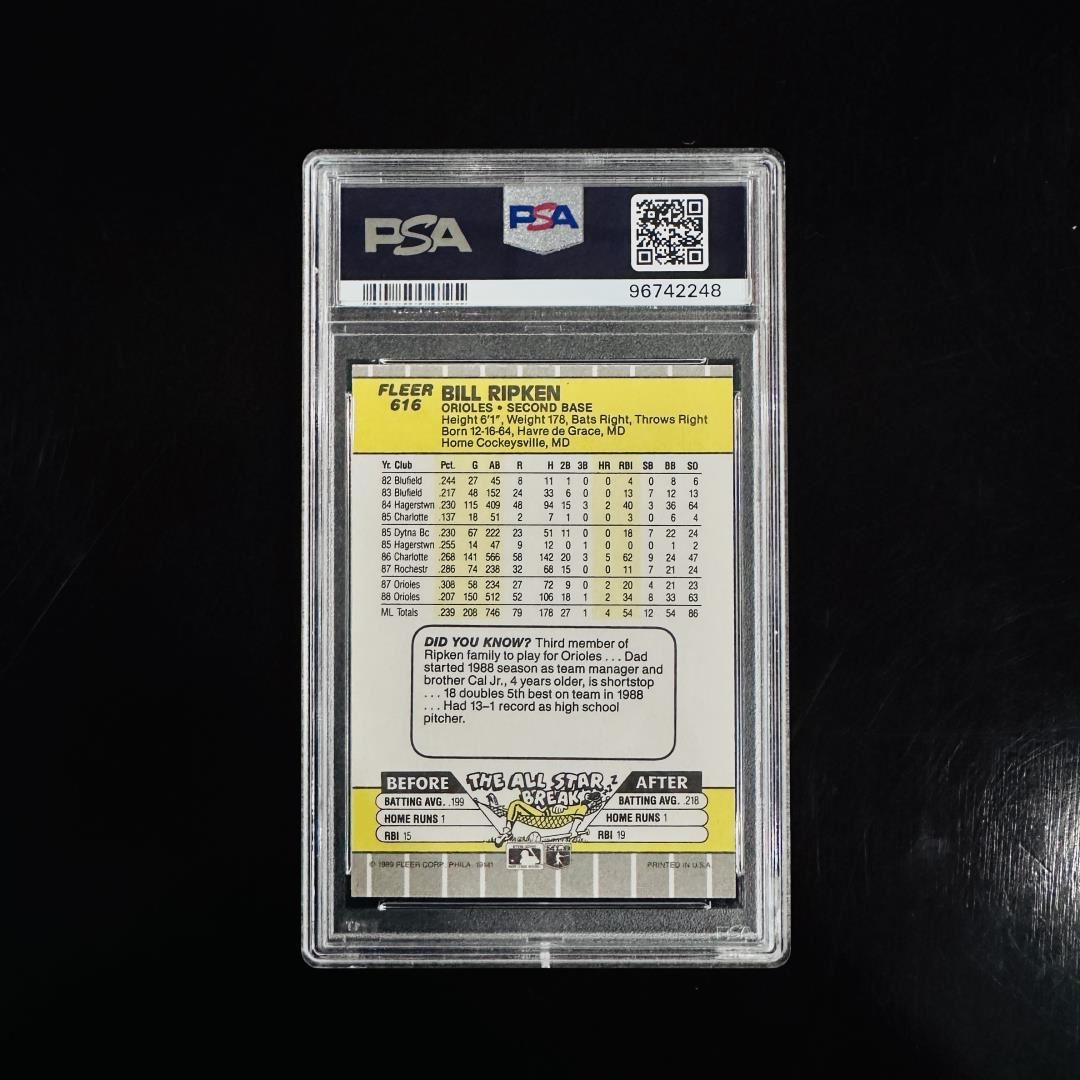 PSA
PSA
96742248
FLEER
616
BILL RIPKEN
ORIOLES • SECOND BASE
Height 6'1", Weight 178, Bats Right, Throws Right
Born 12-16-64, Havre de Grace, MD
Home Cockeysville, MD
Yr. Club Pct. G AB R H 2B 3B HR RBI SB BB SO
82 Blufield .244 27 45 8 11 1 0 0 4 0 8 6
83 Blufield .217 48 152 24 33 6 0 0 13 7 12 13
84 Hagerstwn .230 115 409 48 94 15 3 2 40 3 36 64
85 Charlotte .137 18 51 2 7 1 0 0 3 0 6 4
85 Dytna Bc .230 67 222 23 51 11 0 0 18 7 22 24
85 Hagerstwn .255 14 47 9 12 0 1 0 0 0 1 2
86 Charlotte .268 141 566 58 142 20 3 5 62 9 24 47
87 Rochestr .286 74 238 32 68 15 0 0 11 7 21 24
87 Orioles .308 58 234 27 72 9 0 2 20 4 21 23
88 Orioles .207 150 512 52 106 18 1 2 34 8 33 63
ML Totals .239 208 746 79 178 27 1 4 54 12 54 86
DID YOU KNOW? Third member of
Ripken family to play for Orioles . . . Dad
started 1988 season as team manager and
brother Cal Jr., 4 years older, is shortstop
. . . 18 doubles 5th best on team in 1988
. . . Had 13–1 record as high school
pitcher.
BEFORE THE ALL STAR BREAK AFTER
BATTING AVG. .199 BATTING AVG. .218
HOME RUNS 1 HOME RUNS 1
RBI 15 RBI 19
© 1989 FLEER CORP. PHILA. 19141 PRINTED IN U.S.A.
PSA